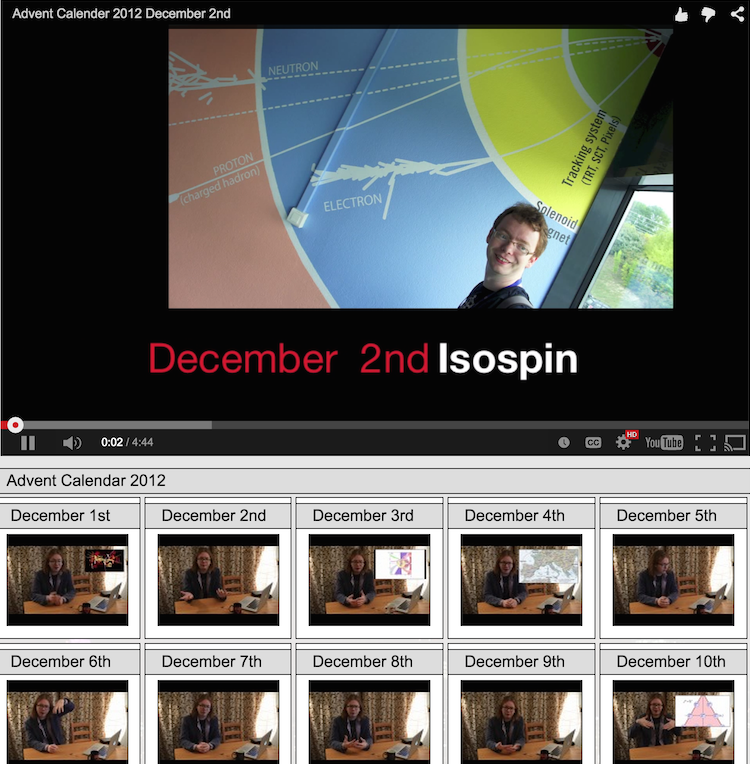 Advent Calender 2012 December 2nd
NEUTRON
PROTON
(charged hadron)
ELECTRON
Tracking system
(TRT, SCT, Pixels)
Solenoid
gnet
December 2nd Isospin
0:02 / 4:44
CC
HD
YouTube
Advent Calendar 2012
December 1st
December 2nd
December 3rd
December 4th
December 5th
December 6th
December 7th
December 8th
December 9th
December 10th